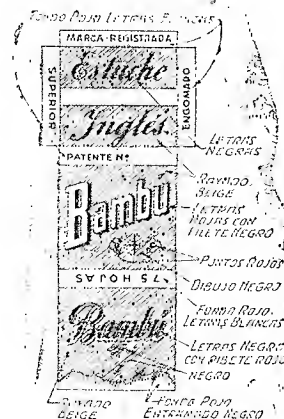 FONDO ROJO LETRAS BLANCAS
MARCA-REGISTRADA
SUPERIOR
Estuche
ENGOMADO
Inglés
LETRAS
NEGRAS
PATENTE Nº
RAYADO
BEIGE
Bambú
LETRAS
ROJAS CON
FILETE NEGRO
PUNTOS ROJOS
75 HOJAS
DIBUJO NEGRO
FONDO ROJO
LETRAS BLANCAS
Bambú
LETRAS NEGRO
CON RIBETE ROJO
NEGRO
RAYADO
BEIGE
FONDO ROJO
ENTRAMADO NEGRO